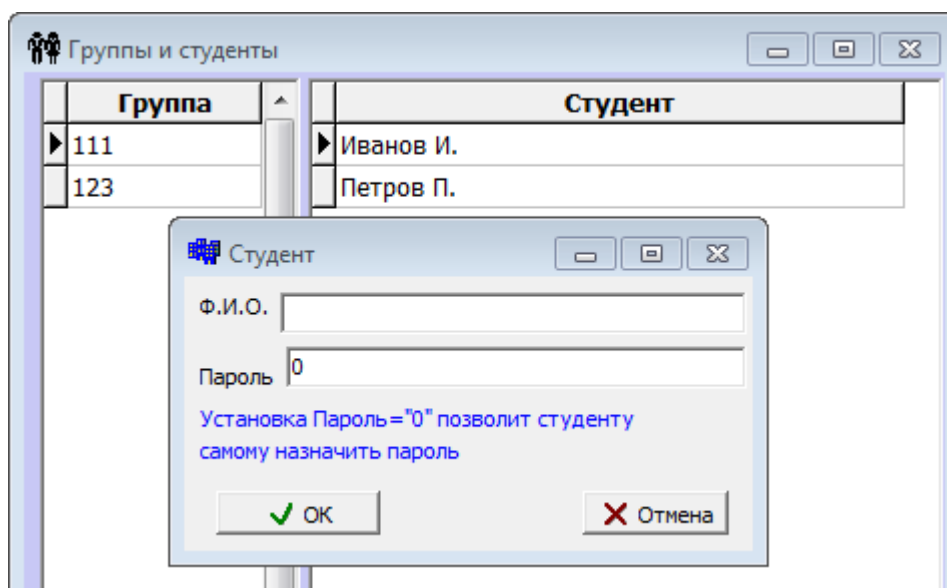 Группы и студенты
Группа
Студент
111
Иванов И.
123
Петров П.
Студент
Ф.И.О.
Пароль 0
Установка Пароль="0" позволит студенту
самому назначить пароль
ОК
Отмена